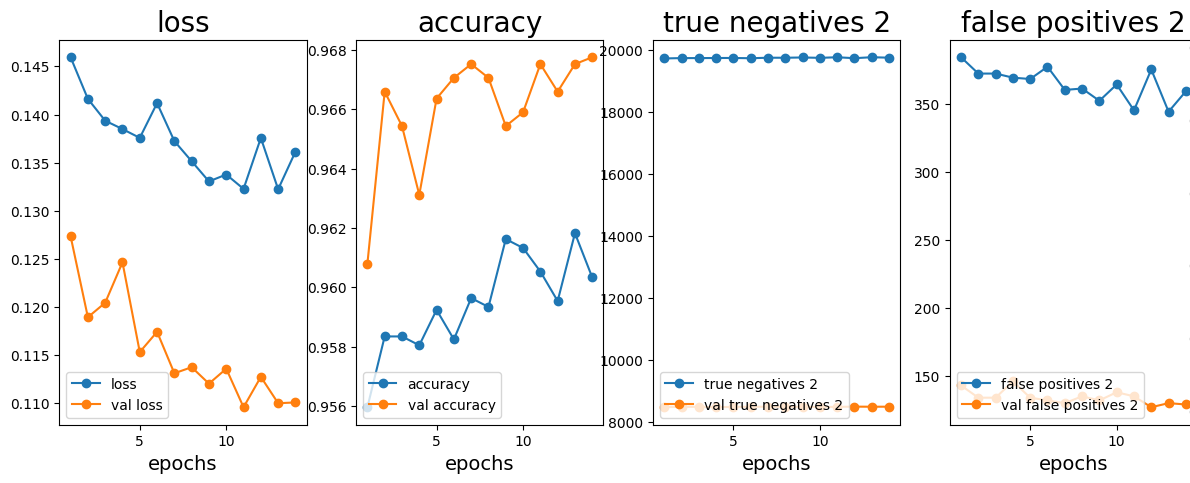 loss
0.145
0.140
0.135
0.130
0.125
0.120
0.115
0.110
loss
val loss
5 10
epochs
accuracy
0.968
0.966
0.964
0.962
0.960
0.958
0.956
accuracy
val accuracy
5 10
epochs
true negatives 2
20000
18000
16000
14000
12000
10000
8000
true negatives 2
val true negatives 2
5 10
epochs
false positives 2
350
300
250
200
150
false positives 2
val false positives 2
5 10
epochs